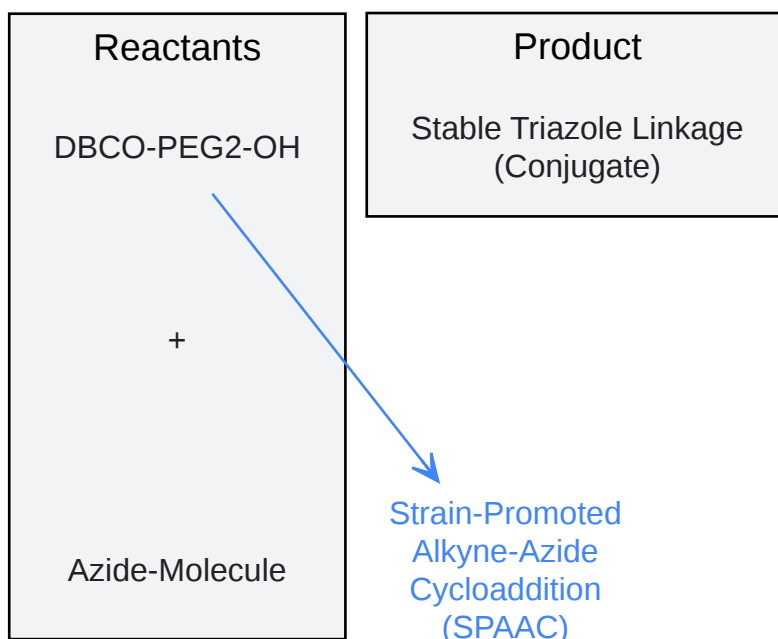 Reactants
DBCO-PEG2-OH
+
Azide-Molecule
Product
Stable Triazole Linkage
(Conjugate)
Strain-Promoted
Alkyne-Azide
Cycloaddition
(SPAAC)